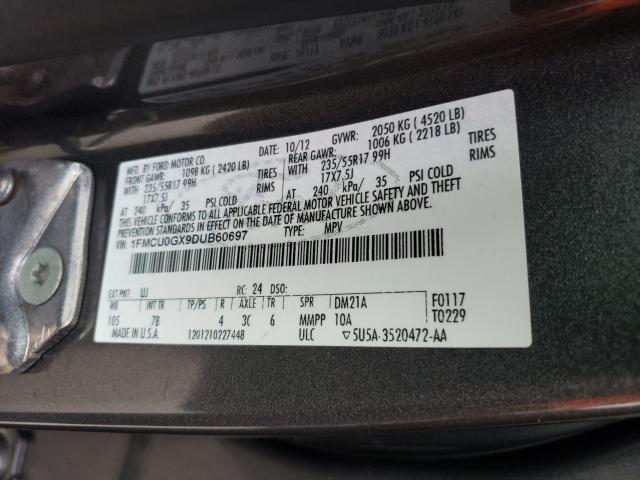 MFD. BY FORD MOTOR CO.
DATE: 10/12 GVWR: 2050 KG ( 4520 LB)
FRONT GAWR: 1098 KG ( 2420 LB) REAR GAWR: 1006 KG ( 2218 LB)
WITH 235/55R17 99H TIRES WITH 235/55R17 99H TIRES
17X7.5J RIMS 17X7.5J RIMS
AT 240 kPa/ 35 PSI COLD AT 240 kPa/ 35 PSI COLD
THIS VEHICLE CONFORMS TO ALL APPLICABLE FEDERAL MOTOR VEHICLE SAFETY AND THEFT
PREVENTION STANDARDS IN EFFECT ON THE DATE OF MANUFACTURE SHOWN ABOVE.
VIN: 1FMCU0GX9DUB60697 TYPE: MPV
EXT PNT: UJ RC: 24 DSO:
WB INT TR TP/PS R AXLE TR SPR DM21A F0117
105 7B 4 3C 6 MMPP 10A T0229
MADE IN U.S.A. 121210227448 ULC ▽5U5A-3520472-AA